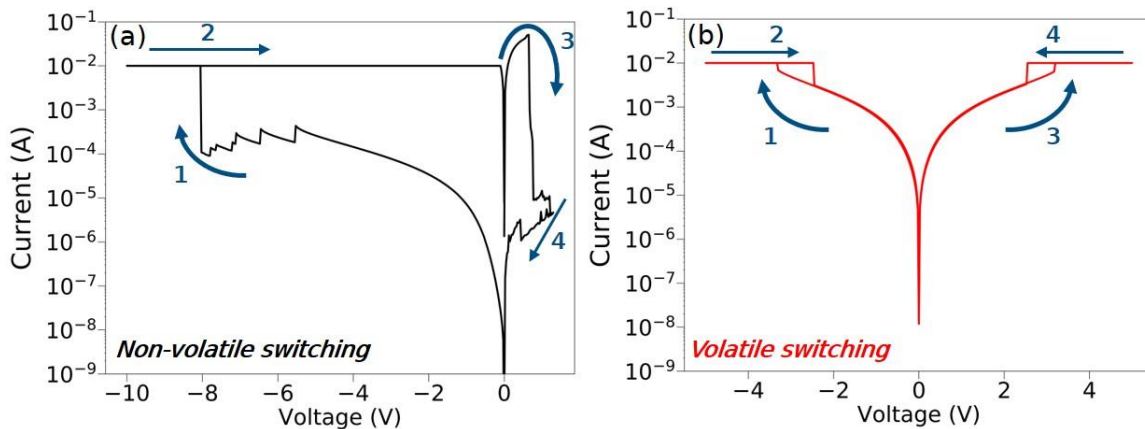 (a)
2
3
1
4
Current (A)
10⁻¹
10⁻²
10⁻³
10⁻⁴
10⁻⁵
10⁻⁶
10⁻⁷
10⁻⁸
10⁻⁹
Non-volatile switching
−10 −8 −6 −4 −2 0
Voltage (V)
(b)
2
4
1
3
Current (A)
10⁻¹
10⁻²
10⁻³
10⁻⁴
10⁻⁵
10⁻⁶
10⁻⁷
10⁻⁸
10⁻⁹
Volatile switching
−4 −2 0 2 4
Voltage (V)